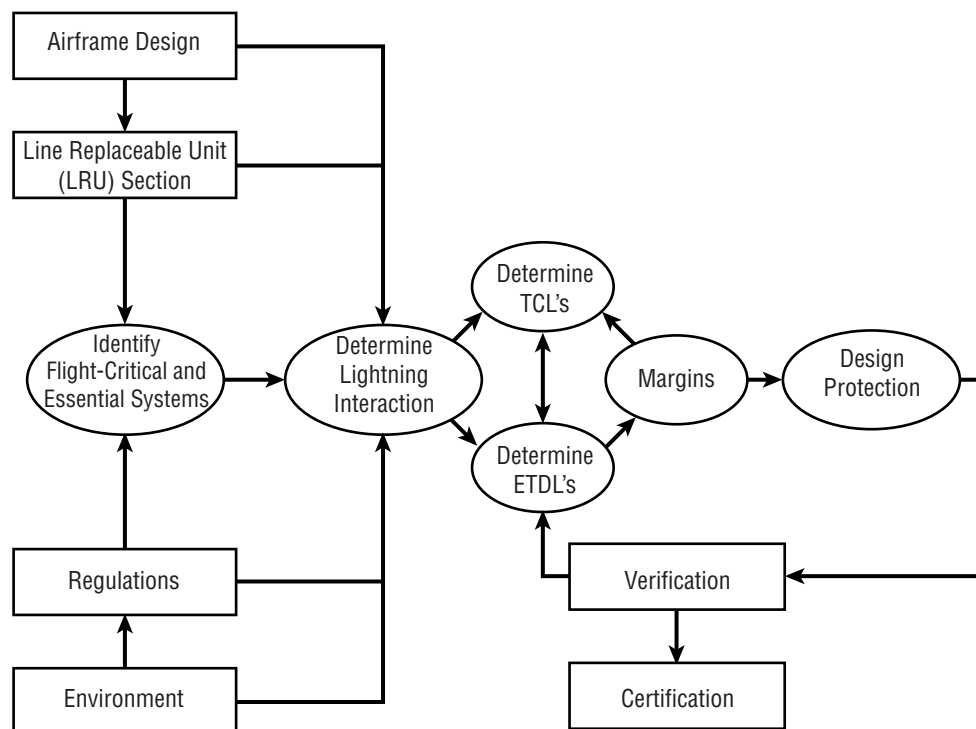 Airframe Design
Line Replaceable Unit
(LRU) Section
Identify
Flight-Critical and
Essential Systems
Regulations
Environment
Determine
Lightning
Interaction
Determine
TCL's
Determine
ETDL's
Margins
Design
Protection
Verification
Certification